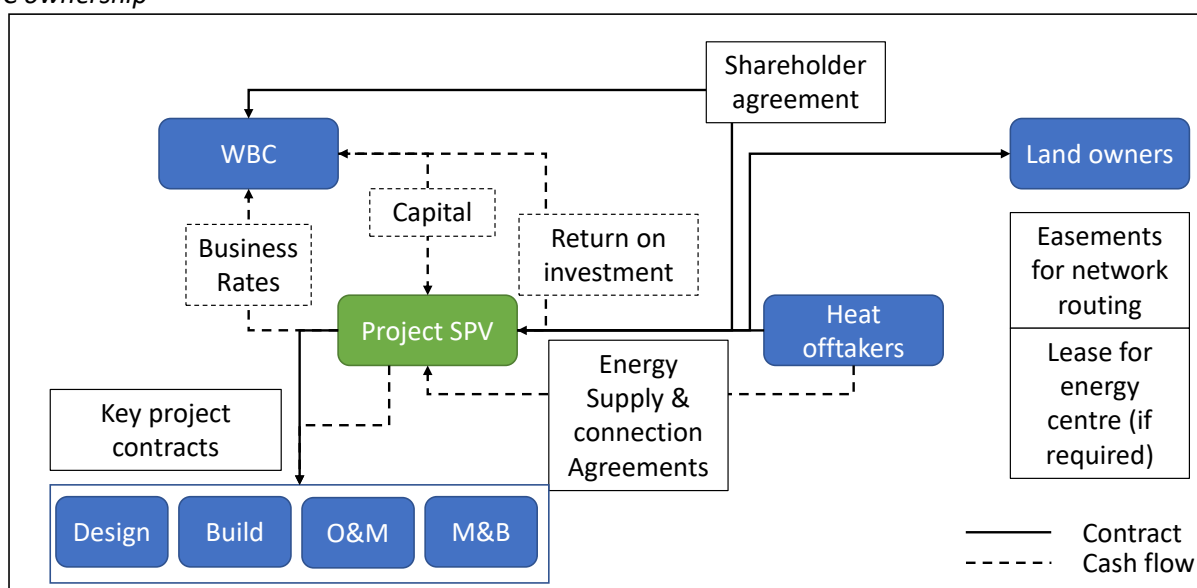 ownership
Shareholder
agreement
WBC
Land owners
Capital
Business
Rates
Return on
investment
Easements
for network
routing
Project SPV
Heat
offtakers
Energy
Supply &
connection
Agreements
Lease for
energy
centre (if
required)
Key project
contracts
Design
Build
O&M
M&B
Contract
Cash flow